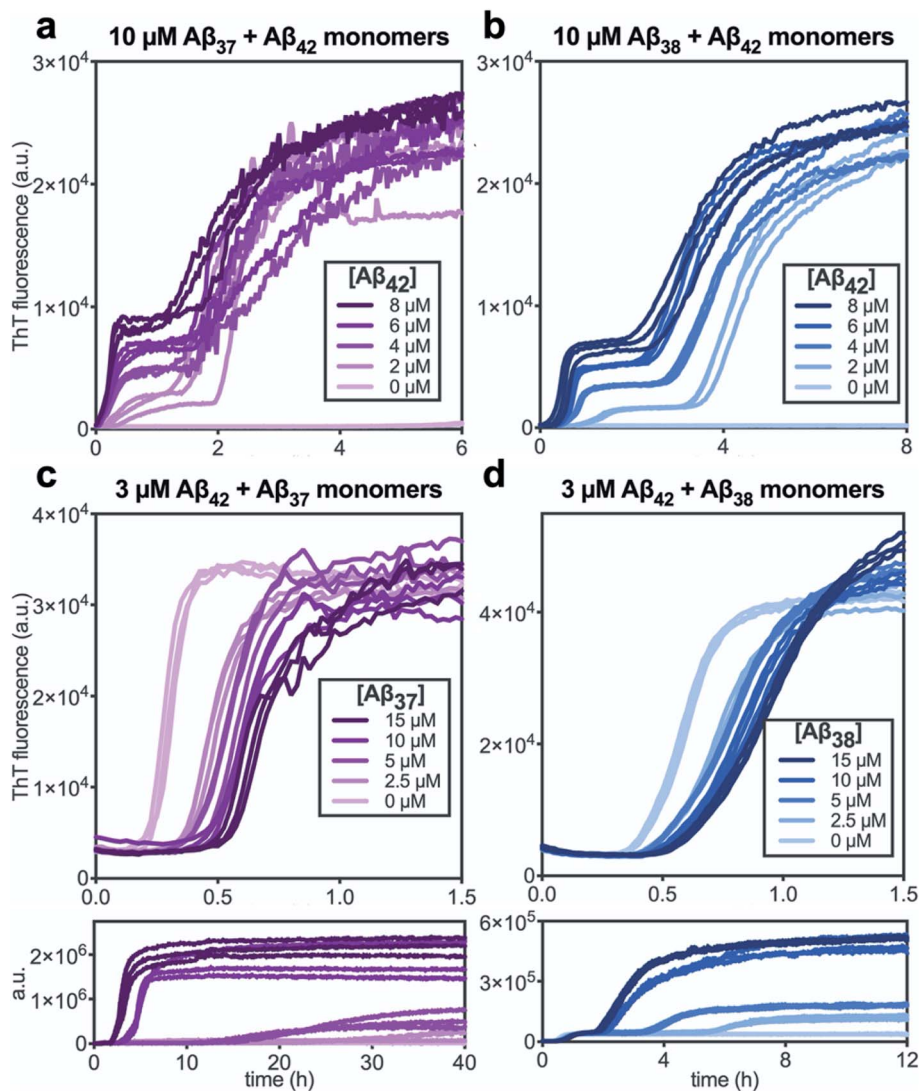 a 10 µM Aβ₃₇ + Aβ₄₂ monomers
3×10⁴
2×10⁴
1×10⁴
0
ThT fluorescence (a.u.)
[Aβ₄₂]
8 µM
6 µM
4 µM
2 µM
0 µM
0 2 4 6
b 10 µM Aβ₃₈ + Aβ₄₂ monomers
3×10⁴
2×10⁴
1×10⁴
0
[Aβ₄₂]
8 µM
6 µM
4 µM
2 µM
0 µM
0 4 8
c 3 µM Aβ₄₂ + Aβ₃₇ monomers
4×10⁴
3×10⁴
2×10⁴
1×10⁴
0
ThT fluorescence (a.u.)
[Aβ₃₇]
15 µM
10 µM
5 µM
2.5 µM
0 µM
0.0 0.5 1.0 1.5
d 3 µM Aβ₄₂ + Aβ₃₈ monomers
4×10⁴
2×10⁴
0
[Aβ₃₈]
15 µM
10 µM
5 µM
2.5 µM
0 µM
0.0 0.5 1.0 1.5
a.u.
2×10⁶
1×10⁶
0
0 10 20 30 40
time (h)
6×10⁵
3×10⁵
0
0 4 8 12
time (h)